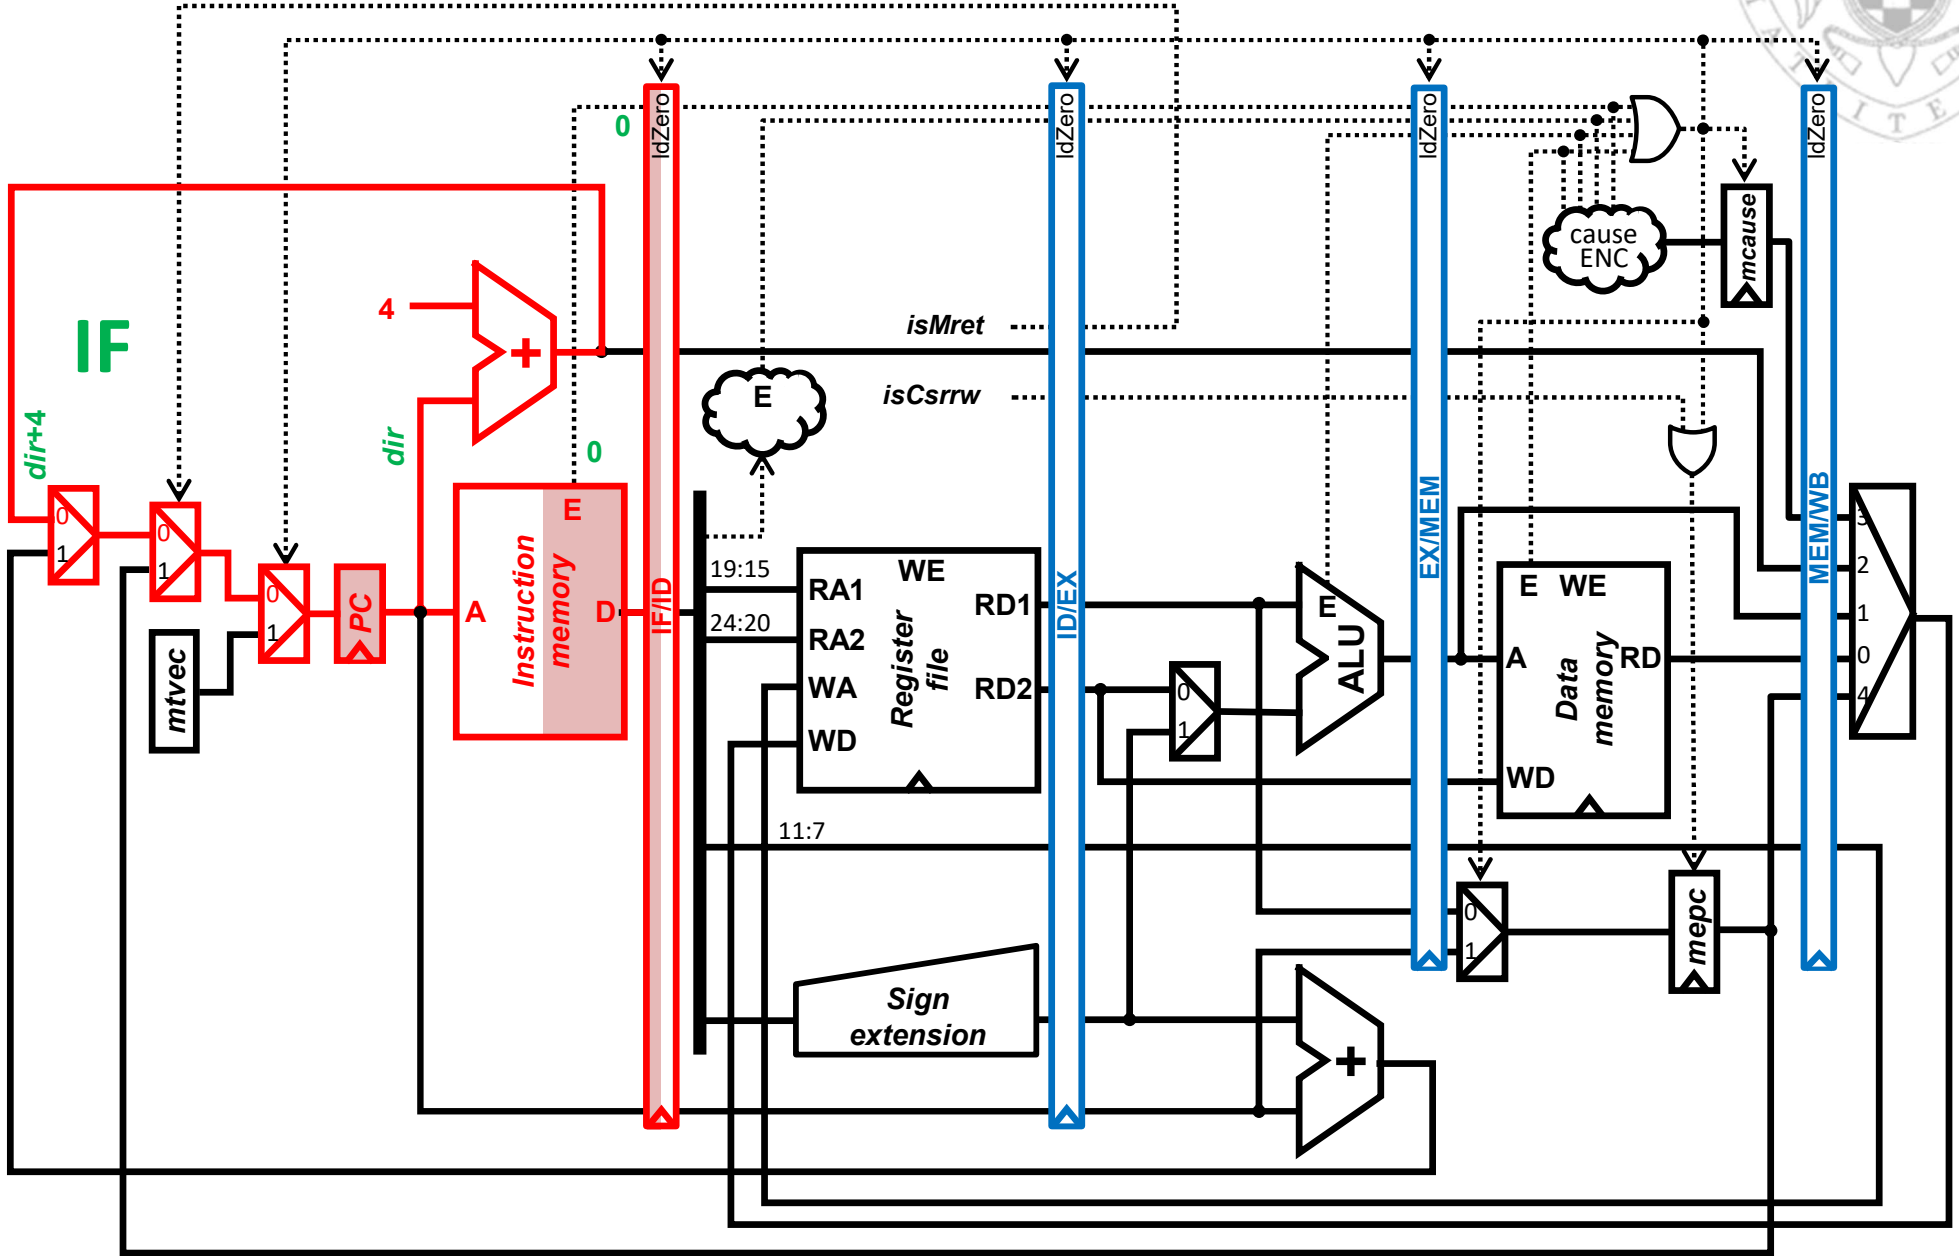 ldZero
ldZero
ldZero
ldZero
0
cause
ENC
mcause
4
+
IF
isMret
isCsrrw
E
dir+4
dir
0
0
1
0
1
0
1
mtvec
PC
A
Instruction
memory
E
D
IF/ID
19:15
24:20
11:7
WE
RA1
RA2
WA
WD
Register
file
RD1
RD2
ID/EX
0
1
E
ALU
EX/MEM
E WE
A
RD
Data
memory
WD
MEM/WB
3
2
1
0
4
0
1
mepc
Sign
extension
+
T
A
T
I
T
E